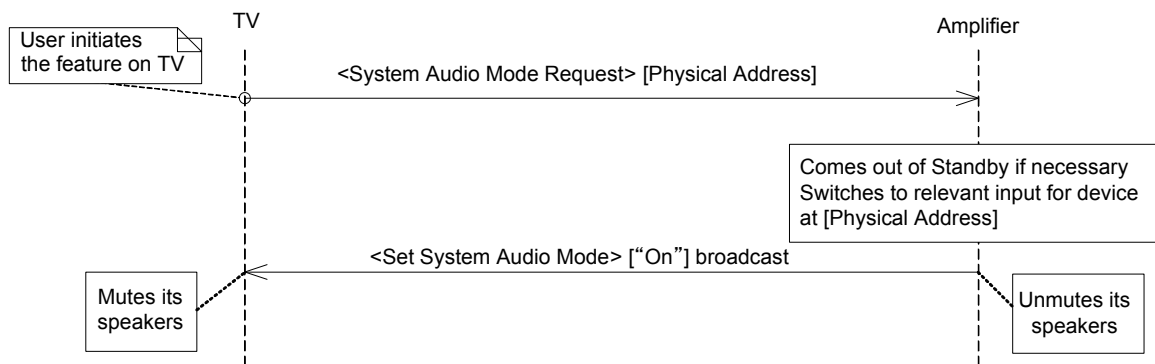 TV
Amplifier
User initiates
the feature on TV
<System Audio Mode Request> [Physical Address]
Comes out of Standby if necessary
Switches to relevant input for device
at [Physical Address]
<Set System Audio Mode> [“On”] broadcast
Mutes its
speakers
Unmutes its
speakers